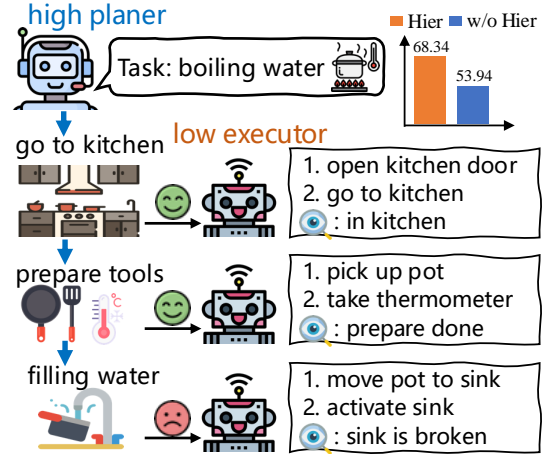 high planer
Hier w/o Hier
68.34
53.94
Task: boiling water
go to kitchen
low executor
1. open kitchen door
2. go to kitchen
: in kitchen
prepare tools
°C
1. pick up pot
2. take thermometer
: prepare done
filling water
1. move pot to sink
2. activate sink
: sink is broken